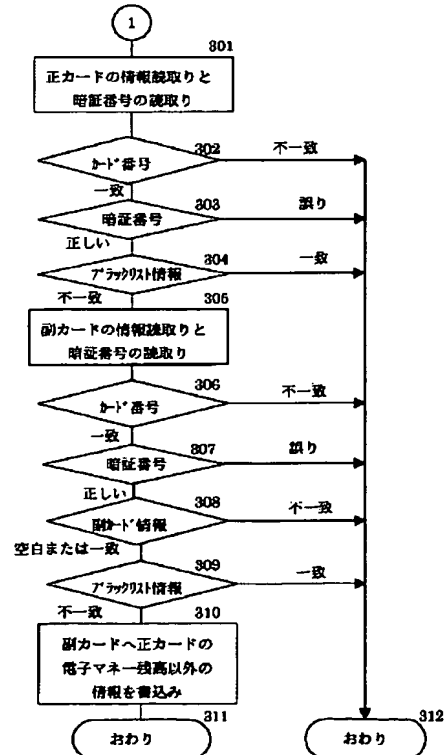 1
301
正カードの情報読取りと
暗証番号の読取り
302
カード番号
不一致
一致
303
暗証番号
誤り
正しい
304
ブラックリスト情報
一致
不一致
305
副カードの情報読取りと
暗証番号の読取り
306
カード番号
不一致
一致
307
暗証番号
誤り
正しい
308
副カード情報
不一致
空白または一致
309
ブラックリスト情報
一致
不一致
310
副カードへ正カードの
電子マネー残高以外の
情報を書込み
311
おわり
312
おわり